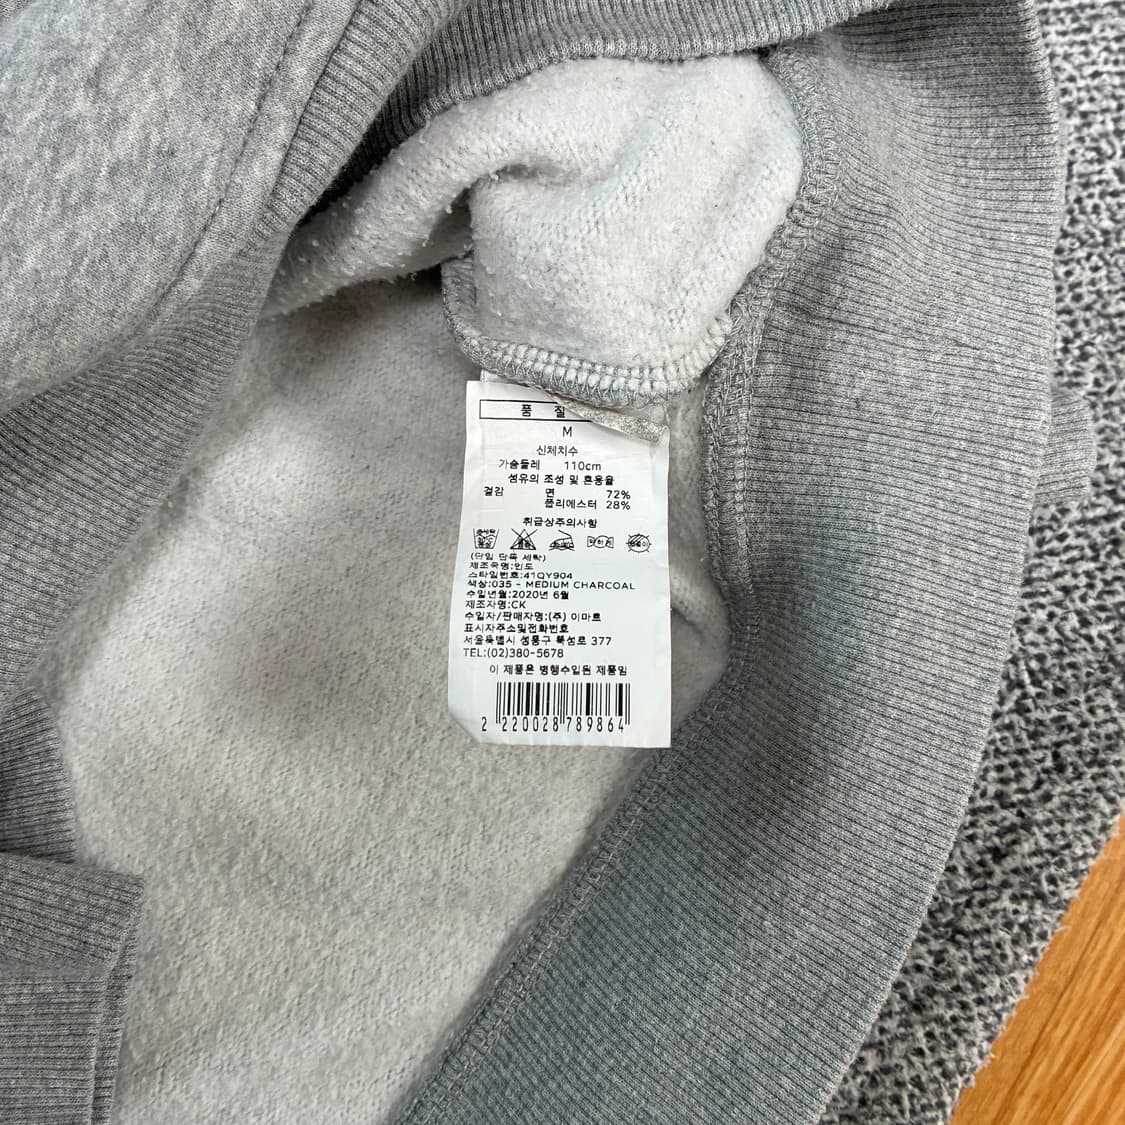 품 질
M
신체치수
가슴둘레 110cm
섬유의 조성 및 혼용율
겉감 면 72%
폴리에스터 28%
취급상주의사항
(단일 단독 세탁)
제조국명:인도
스타일번호:41QY904
색상:035 - MEDIUM CHARCOAL
수입년월:2020년 6월
제조자명:CK
수입자/판매자명:(주) 이마트
표시자주소및전화번호
서울특별시 성동구 뚝섬로 377
TEL:(02)380-5678
이 제품은 병행수입된 제품임
2 220028 789864